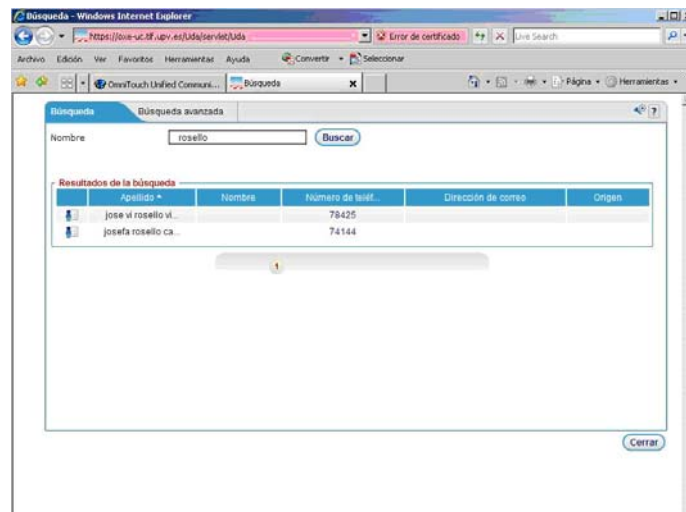 Búsqueda - Windows Internet Explorer
https://oxe-uc.tlf.upv.es/Uda/servlet/Uda Error de certificado Live Search
Archivo Edición Ver Favoritos Herramientas Ayuda Convertir Seleccionar
OmniTouch Unified Communi... Búsqueda Página Herramientas
Búsqueda Búsqueda avanzada ?
Nombre rosello Buscar
Resultados de la búsqueda
Apellido Nombre Número de teléf... Dirección de correo Origen
jose vi rosello vi... 78425
josefa rosello ca... 74144
1
Cerrar